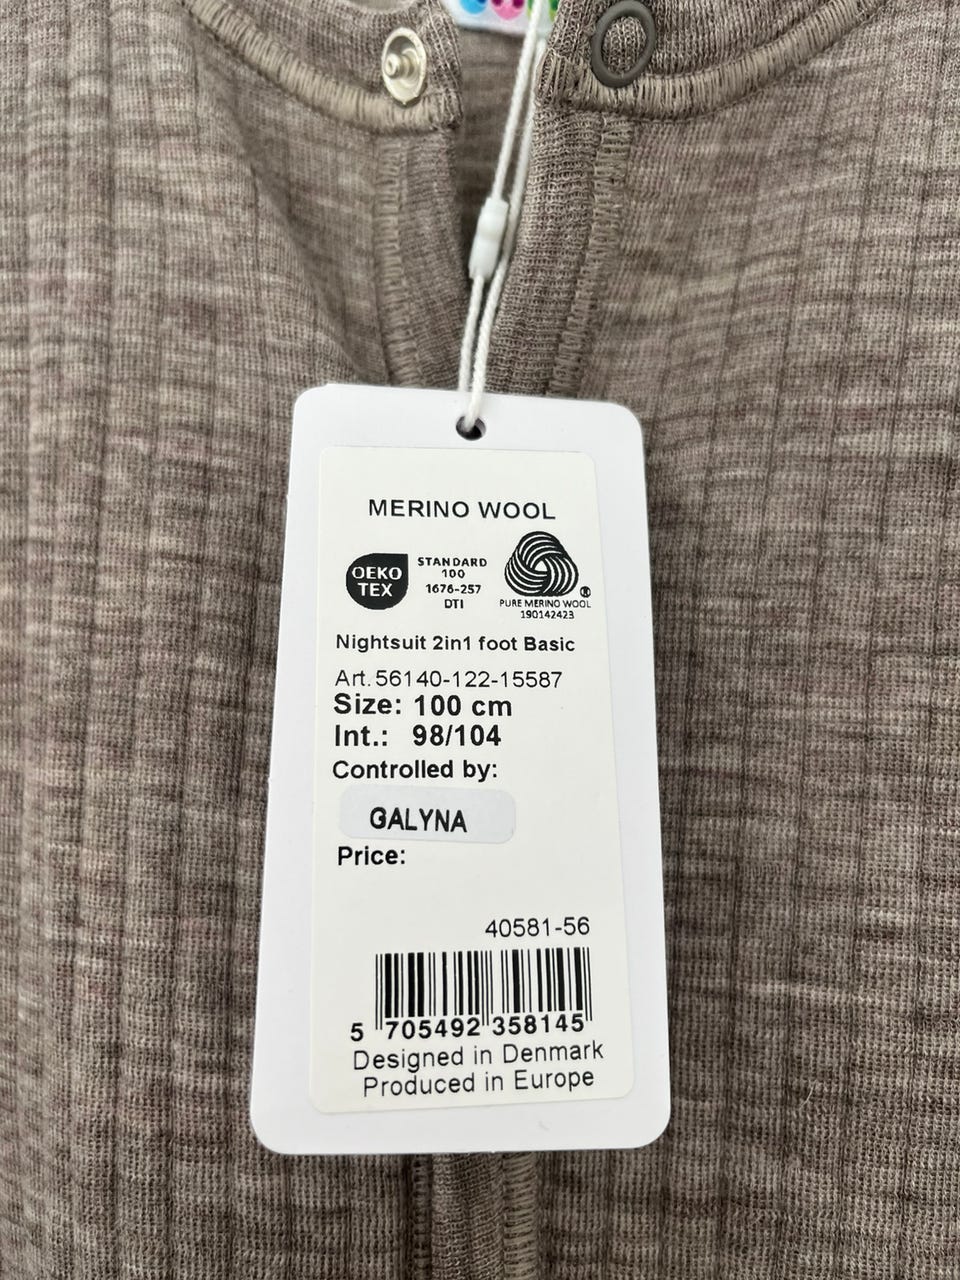 MERINO WOOL
OEKO
TEX
STANDARD
100
1676-257
DTI
®
PURE MERINO WOOL
190142423
Nightsuit 2in1 foot Basic
Art.56140-122-15587
Size: 100 cm
Int.: 98/104
Controlled by:
GALYNA
Price:
40581-56
5 705492 358145
Designed in Denmark
Produced in Europe